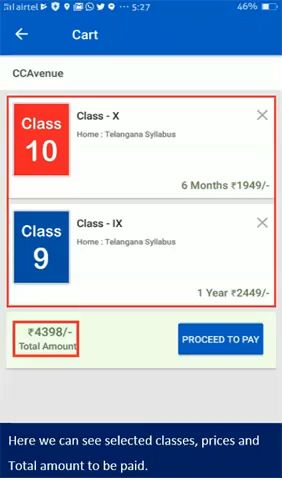 airtel 5:27 46%
Cart
CCAvenue
Class 10
Class - X
Home : Telangana Syllabus
6 Months ₹1949/-
Class 9
Class - IX
Home : Telangana Syllabus
1 Year ₹2449/-
₹4398/-
Total Amount
PROCEED TO PAY
Here we can see selected classes, prices and
Total amount to be paid.